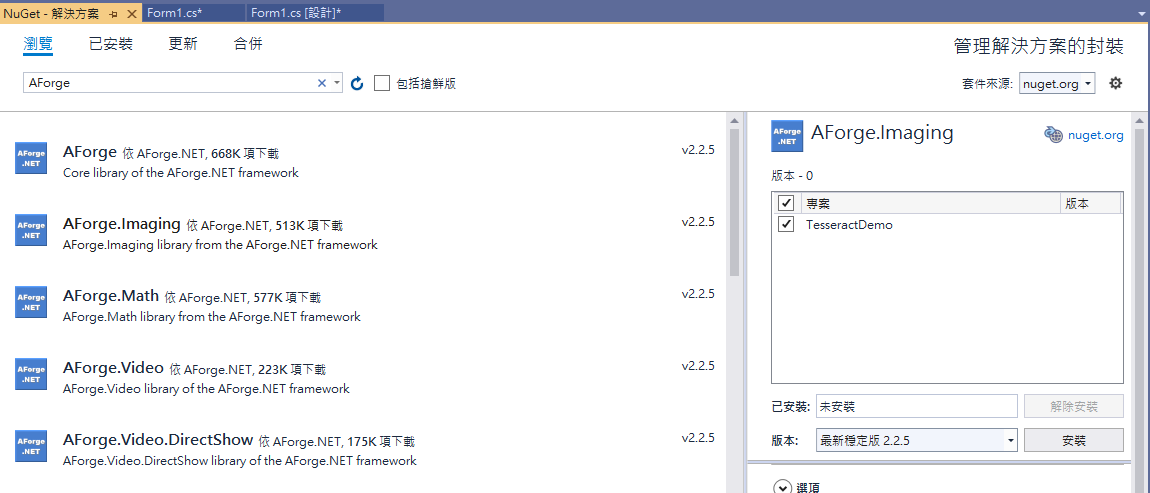 NuGet - 解決方案
Form1.cs*
Form1.cs [設計]*
瀏覽 已安裝 更新 合併
管理解決方案的封裝
AForge
包括搶鮮版
套件來源: nuget.org
AForge .NET
AForge 依 AForge.NET, 668K 項下載
v2.2.5
Core library of the AForge.NET framework
AForge .NET
AForge.Imaging 依 AForge.NET, 513K 項下載
v2.2.5
AForge.Imaging library from the AForge.NET framework
AForge .NET
AForge.Math 依 AForge.NET, 577K 項下載
v2.2.5
AForge.Math library from the AForge.NET framework
AForge .NET
AForge.Video 依 AForge.NET, 223K 項下載
v2.2.5
AForge.Video library of the AForge.NET framework
AForge .NET
AForge.Video.DirectShow 依 AForge.NET, 175K 項下載
v2.2.5
AForge.Video.DirectShow library of the AForge.NET framework
AForge .NET
AForge.Imaging
nuget.org
版本 - 0
專案 版本
TesseractDemo
已安裝: 未安裝 解除安裝
版本: 最新穩定版 2.2.5 安裝
選項